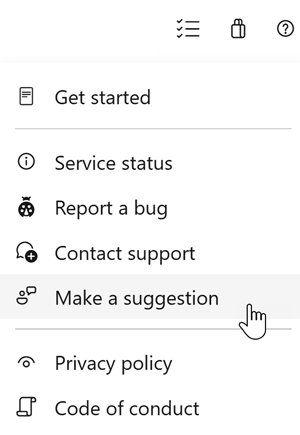 Get started
Service status
Report a bug
Contact support
Make a suggestion
Privacy policy
Code of conduct